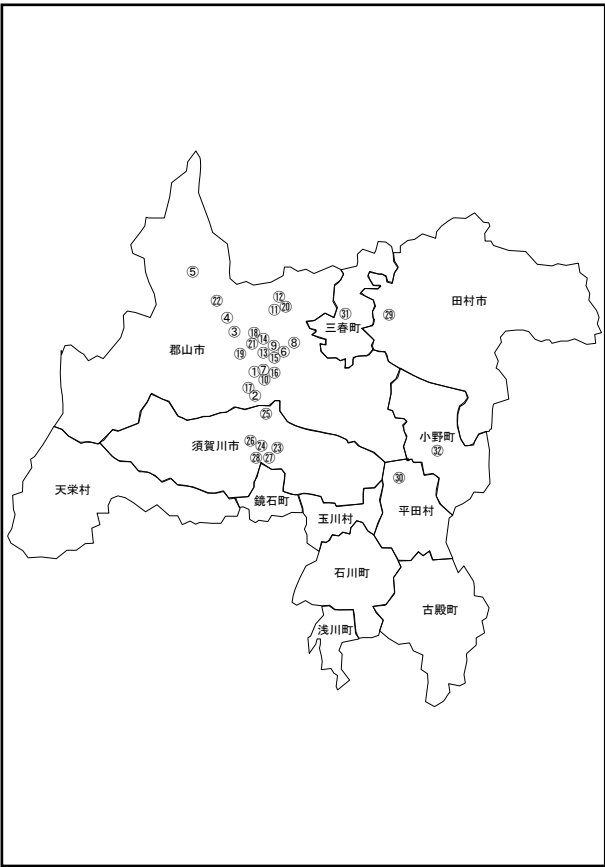 ⑤
田村市
⑫
㉒ ⑪ ⑳
④ ㉛ ㉙
三春町
③ ⑱ ⑭
㉑ ⑨ ⑧
郡山市 ⑲ ⑬ ⑥
⑮
① ⑦ ⑯
⑩
⑰
②
㉕
小野町
㉖ ㉔ ㉓ ㉜
須賀川市
㉘ ㉗
㉚
天栄村
鏡石町
平田村
玉川村
石川町
古殿町
浅川町